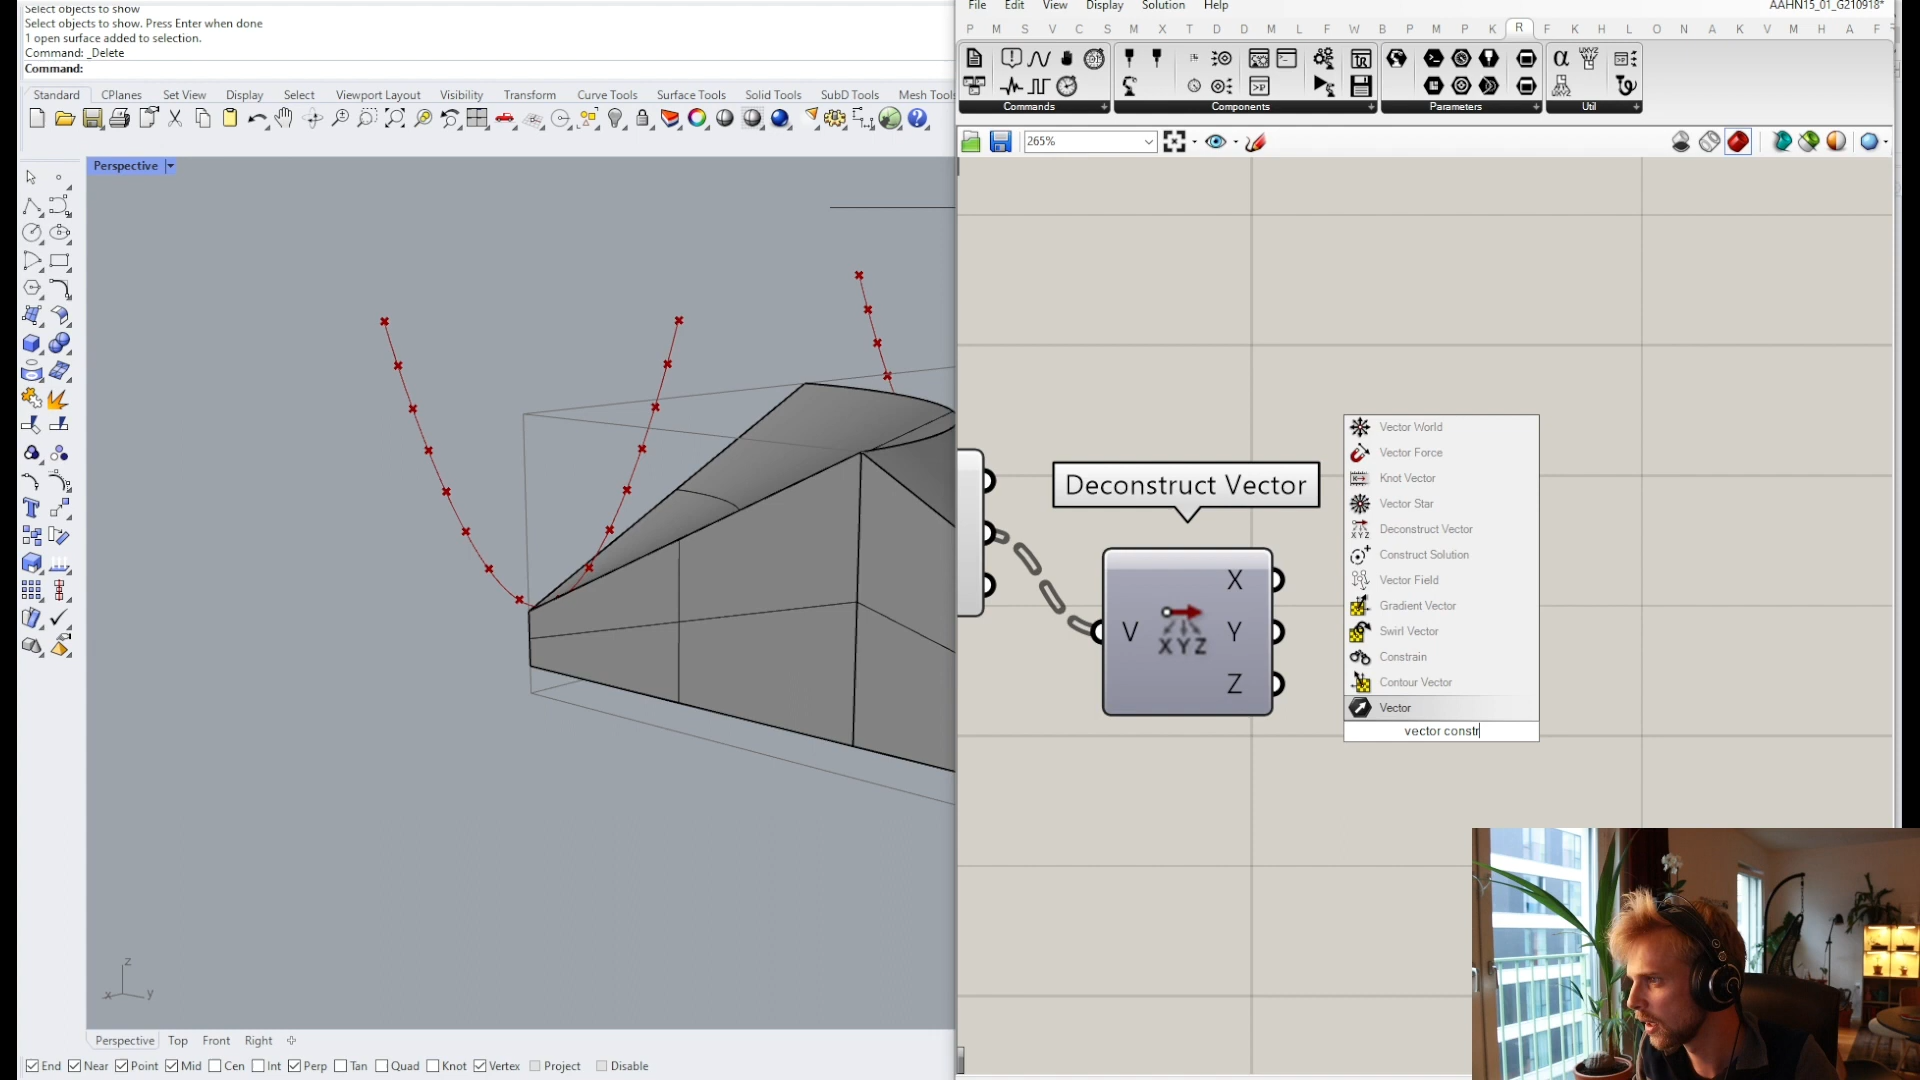 Select objects to show
Select objects to show. Press Enter when done
1 open surface added to selection.
Command: _Delete
Command:
Standard CPlanes Set View Display Select Viewport Layout Visibility Transform Curve Tools Surface Tools Solid Tools SubD Tools Mesh Tools
Perspective
z
x y
Perspective Top Front Right
End Near Point Mid Cen Int Perp Tan Quad Knot Vertex Project Disable
File Edit View Display Solution Help
AAHN15_01_G210918*
P M S V C S M X T D D M L F W B P M P K R F K H L O N A K V M H A F
Commands
Components
Parameters
Util
265%
Deconstruct Vector
V
X
Y
Z
X Y Z
Vector World
Vector Force
Knot Vector
Vector Star
Deconstruct Vector
Construct Solution
Vector Field
Gradient Vector
Swirl Vector
Constrain
Contour Vector
Vector
vector constr